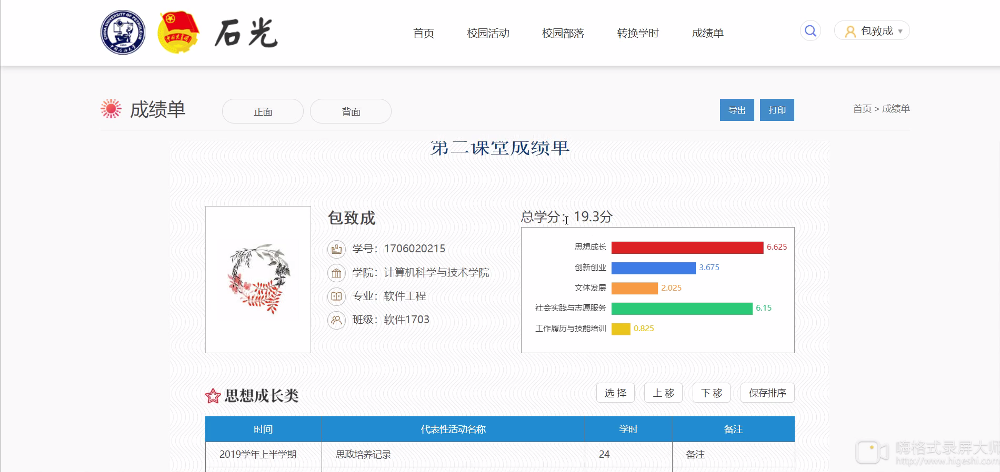 CHINA UNIVERSITY OF PETROLEUM
石光
首页
校园活动
校园部落
转换学时
成绩单
包致成
成绩单
正面
背面
导出
打印
首页 > 成绩单
第二课堂成绩单
包致成
学号：1706020215
学院：计算机科学与技术学院
专业：软件工程
班级：软件1703
总学分：19.3分
思想成长 6.625
创新创业 3.675
文体发展 2.025
社会实践与志愿服务 6.15
工作履历与技能培训 0.825
思想成长类
选 择
上 移
下 移
保存排序
时间 代表性活动名称 学时 备注
2019学年上半学期 思政培养记录 24 备注
嗨格式录屏大师
http://www.higeshi.com